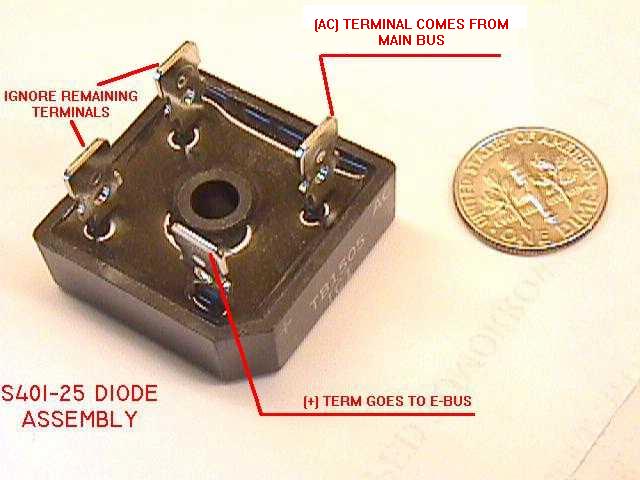 (AC) TERMINAL COMES FROM
MAIN BUS
IGNORE REMAINING
TERMINALS
UNITED STATES OF AMERICA
ONE
AC
TB1505
+
S401-25 DIODE
ASSEMBLY
(+) TERM GOES TO E-BUS